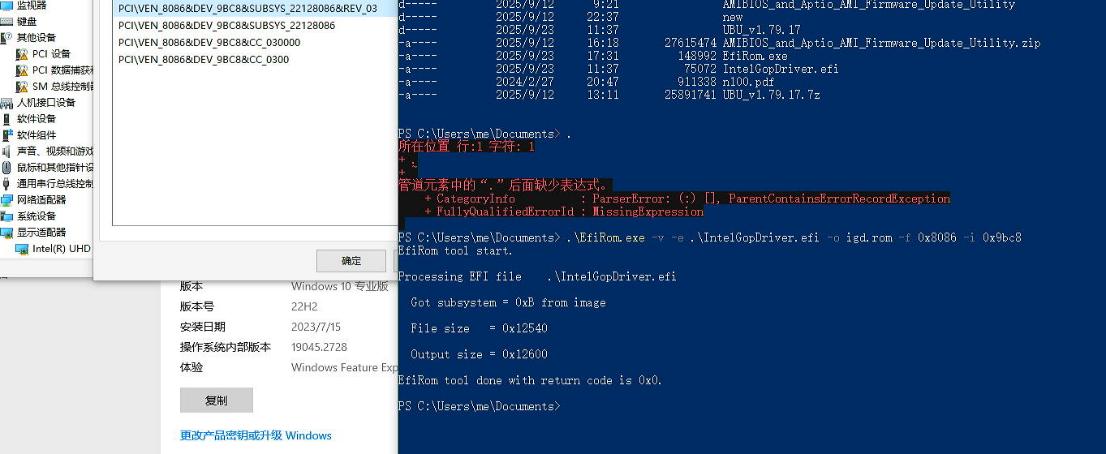 监视器
键盘
其他设备
PCI 设备
PCI 数据捕获和
SM 总线控制器
人机接口设备
软件设备
软件组件
声音、视频和游戏
鼠标和其他指针设
通用串行总线控制
网络适配器
系统设备
显示适配器
Intel(R) UHD
PCI\VEN_8086&DEV_9BC8&SUBSYS_22128086&REV_03
PCI\VEN_8086&DEV_9BC8&SUBSYS_22128086
PCI\VEN_8086&DEV_9BC8&CC_030000
PCI\VEN_8086&DEV_9BC8&CC_0300
确定
版本 Windows 10 专业版
版本号 22H2
安装日期 2023/7/15
操作系统内部版本 19045.2728
体验 Windows Feature Exp
复制
更改产品密钥或升级 Windows
d----- 2025/9/12 9:21 AMIBIOS_and_Aptio_AMI_Firmware_Update_Utility
d----- 2025/9/12 22:37 new
d----- 2025/9/23 11:37 UBU_v1.79.17
-a---- 2025/9/12 16:18 27615474 AMIBIOS_and_Aptio_AMI_Firmware_Update_Utility.zip
-a---- 2025/9/23 17:31 148992 EfiRom.exe
-a---- 2025/9/23 11:37 75072 IntelGopDriver.efi
-a---- 2024/2/27 20:47 911338 n100.pdf
-a---- 2025/9/12 13:11 25891741 UBU_v1.79.17.7z
PS C:\Users\me\Documents> .
所在位置 行:1 字符: 1
+ .
+
管道元素中的“.”后面缺少表达式。
+ CategoryInfo : ParserError: (:) [], ParentContainsErrorRecordException
+ FullyQualifiedErrorId : MissingExpression
PS C:\Users\me\Documents> .\EfiRom.exe -v -e .\IntelGopDriver.efi -o igd.rom -f 0x8086 -i 0x9bc8
EfiRom tool start.
Processing EFI file .\IntelGopDriver.efi
Got subsystem = 0xB from image
File size = 0x12540
Output size = 0x12600
EfiRom tool done with return code is 0x0.
PS C:\Users\me\Documents>